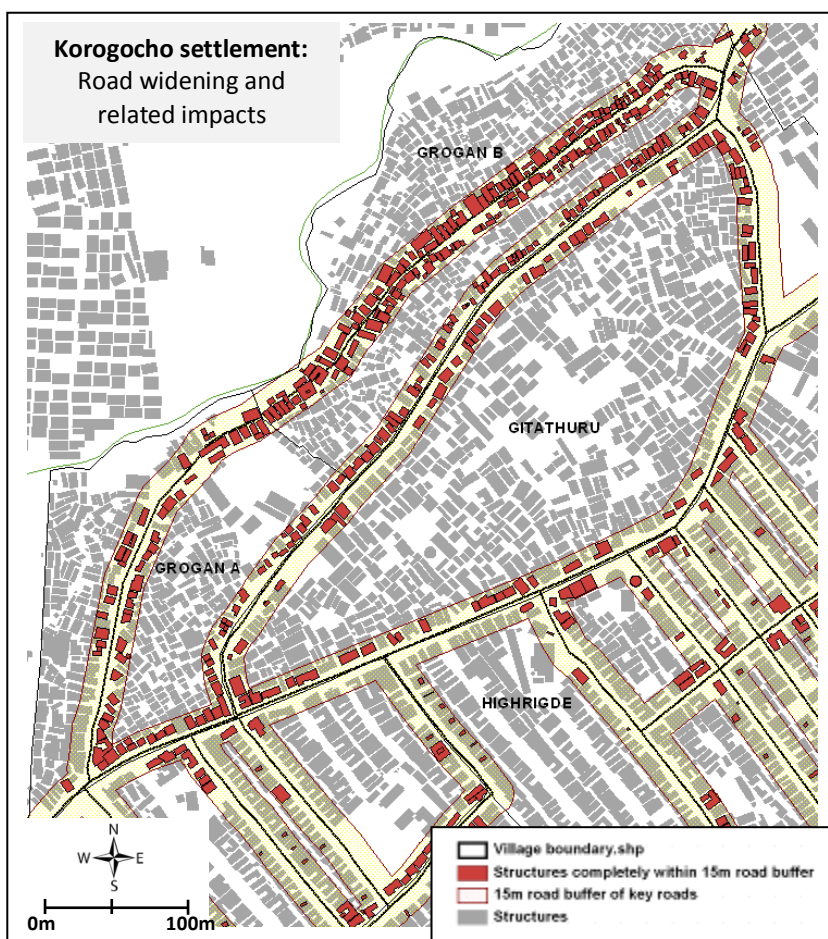 Korogocho settlement:
Road widening and
related impacts
GROGAN B
GITATHURU
GROGAN A
HIGHRIGDE
N
W E
S
0m 100m
Village boundary.shp
Structures completely within 15m road buffer
15m road buffer of key roads
Structures